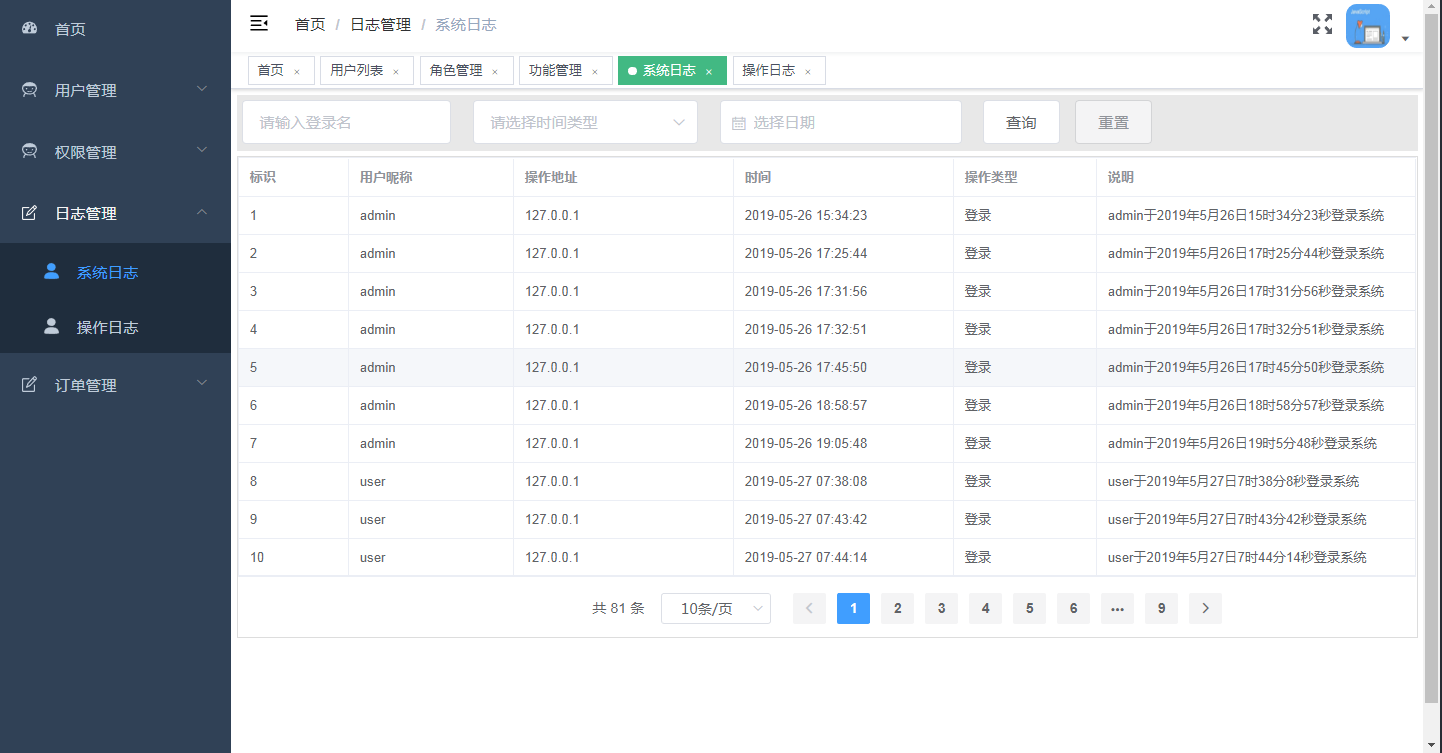 首页
用户管理
权限管理
日志管理
系统日志
操作日志
订单管理
首页 / 日志管理 / 系统日志
首页 × 用户列表 × 角色管理 × 功能管理 × 系统日志 × 操作日志 ×
请输入登录名 请选择时间类型 选择日期 查询 重置
标识 用户昵称 操作地址 时间 操作类型 说明
1 admin 127.0.0.1 2019-05-26 15:34:23 登录 admin于2019年5月26日15时34分23秒登录系统
2 admin 127.0.0.1 2019-05-26 17:25:44 登录 admin于2019年5月26日17时25分44秒登录系统
3 admin 127.0.0.1 2019-05-26 17:31:56 登录 admin于2019年5月26日17时31分56秒登录系统
4 admin 127.0.0.1 2019-05-26 17:32:51 登录 admin于2019年5月26日17时32分51秒登录系统
5 admin 127.0.0.1 2019-05-26 17:45:50 登录 admin于2019年5月26日17时45分50秒登录系统
6 admin 127.0.0.1 2019-05-26 18:58:57 登录 admin于2019年5月26日18时58分57秒登录系统
7 admin 127.0.0.1 2019-05-26 19:05:48 登录 admin于2019年5月26日19时5分48秒登录系统
8 user 127.0.0.1 2019-05-27 07:38:08 登录 user于2019年5月27日7时38分8秒登录系统
9 user 127.0.0.1 2019-05-27 07:43:42 登录 user于2019年5月27日7时43分42秒登录系统
10 user 127.0.0.1 2019-05-27 07:44:14 登录 user于2019年5月27日7时44分14秒登录系统
共 81 条 10条/页 1 2 3 4 5 6 ••• 9